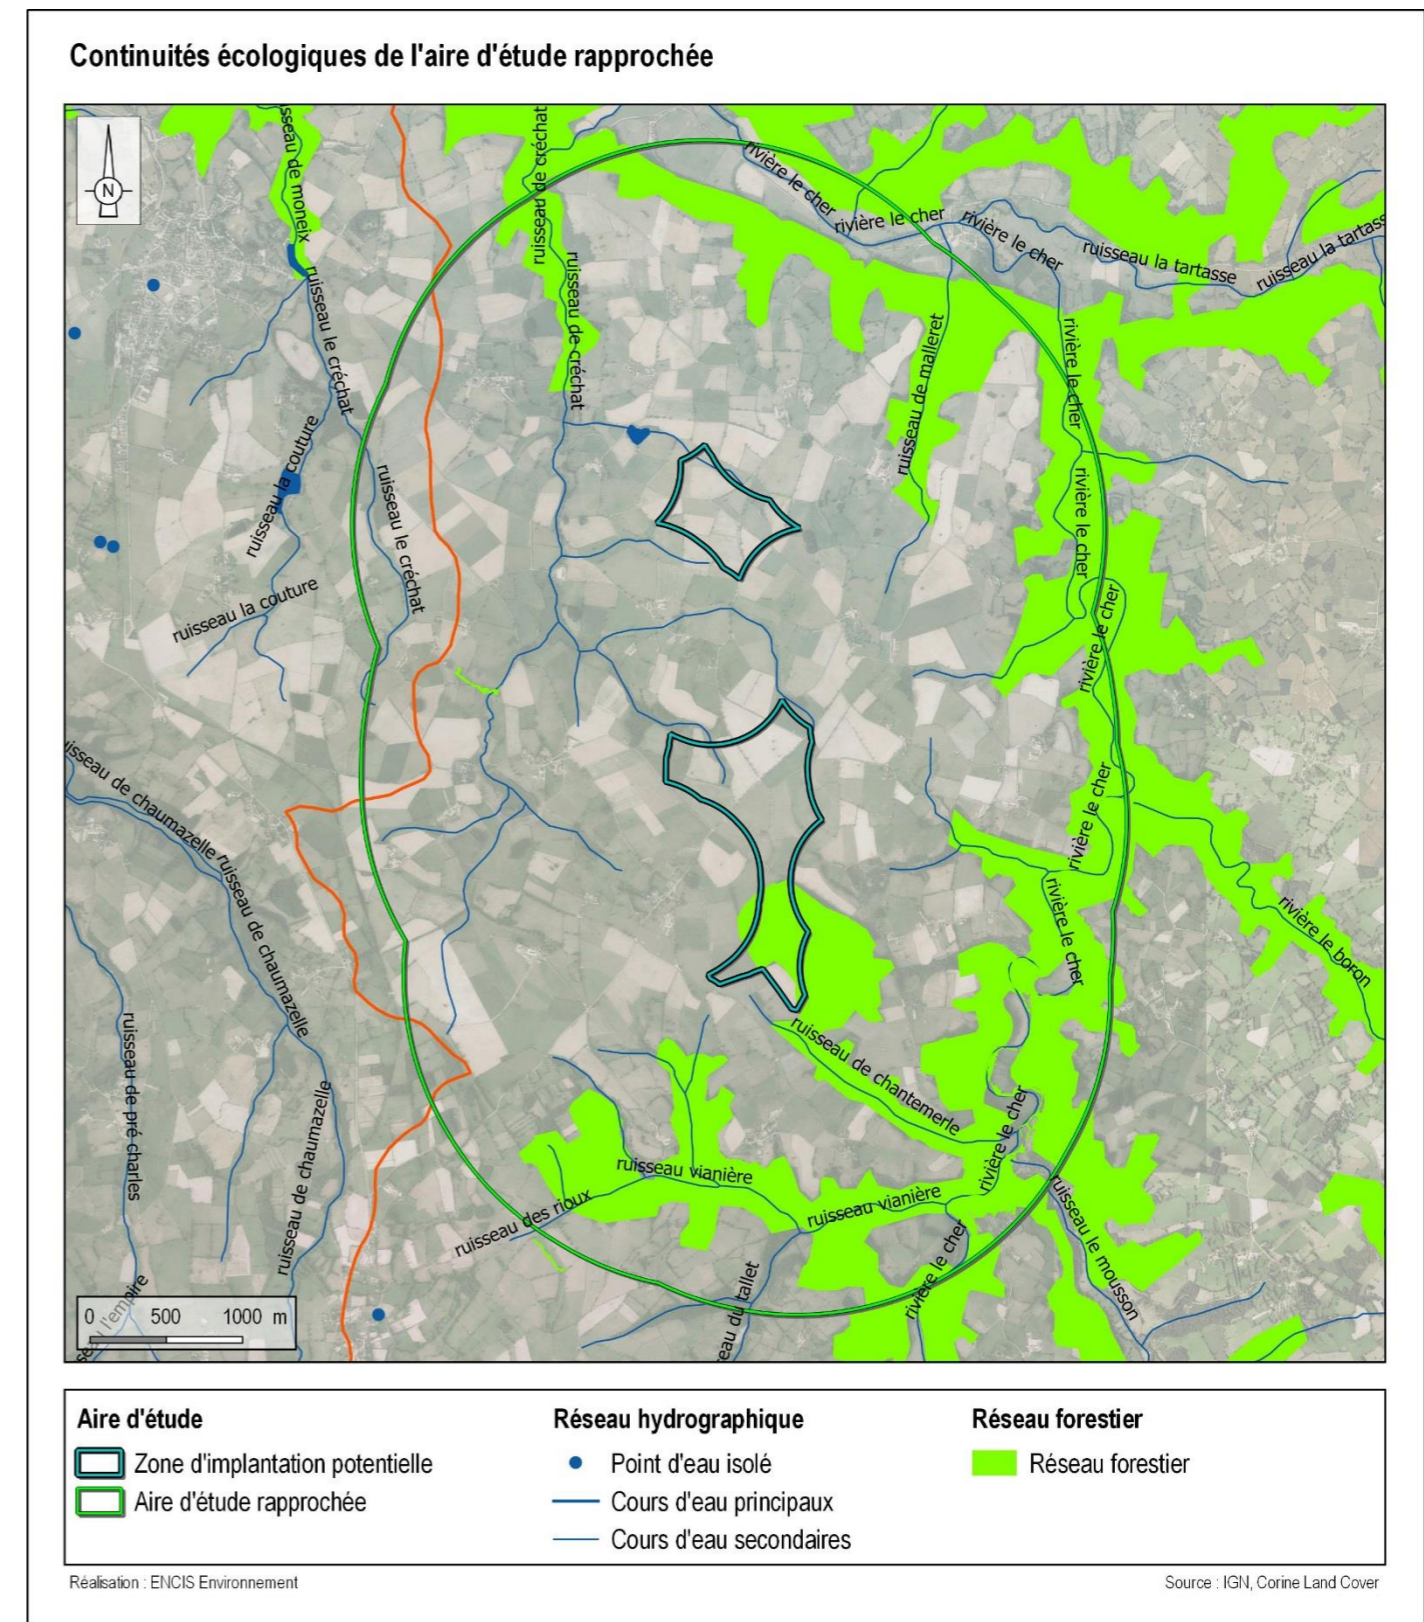 Continuités écologiques de l'aire d'étude rapprochée
N
isseau de moneix
ruisseau de créchat
rivière le cher
rivière le cher
rivière le cher
ruisseau la tartasse
ruisseau la tartasse
ruisseau le créchat
ruisseau de créchat
ruisseau de malleret
rivière le cher
ruisseau la couture
ruisseau le créchat
rivière le cher
ruisseau la couture
rivière le cher
uisseau de chaumazelle
ruisseau de chaumazelle
rivière le cher
rivière le cher
rivière le boron
ruisseau de pré charles
ruisseau de chaumazelle
ruisseau de chantemerle
rivière le cher
ruisseau vianière
ruisseau vianière
ruisseau des rioux
ruisseau le mousson
rivière le cher
eau du tallet
seau l'empire
0 500 1000 m
Aire d'étude
Zone d'implantation potentielle
Aire d'étude rapprochée
Réseau hydrographique
Point d'eau isolé
Cours d'eau principaux
Cours d'eau secondaires
Réseau forestier
Réseau forestier
Réalisation : ENCIS Environnement
Source : IGN, Corine Land Cover